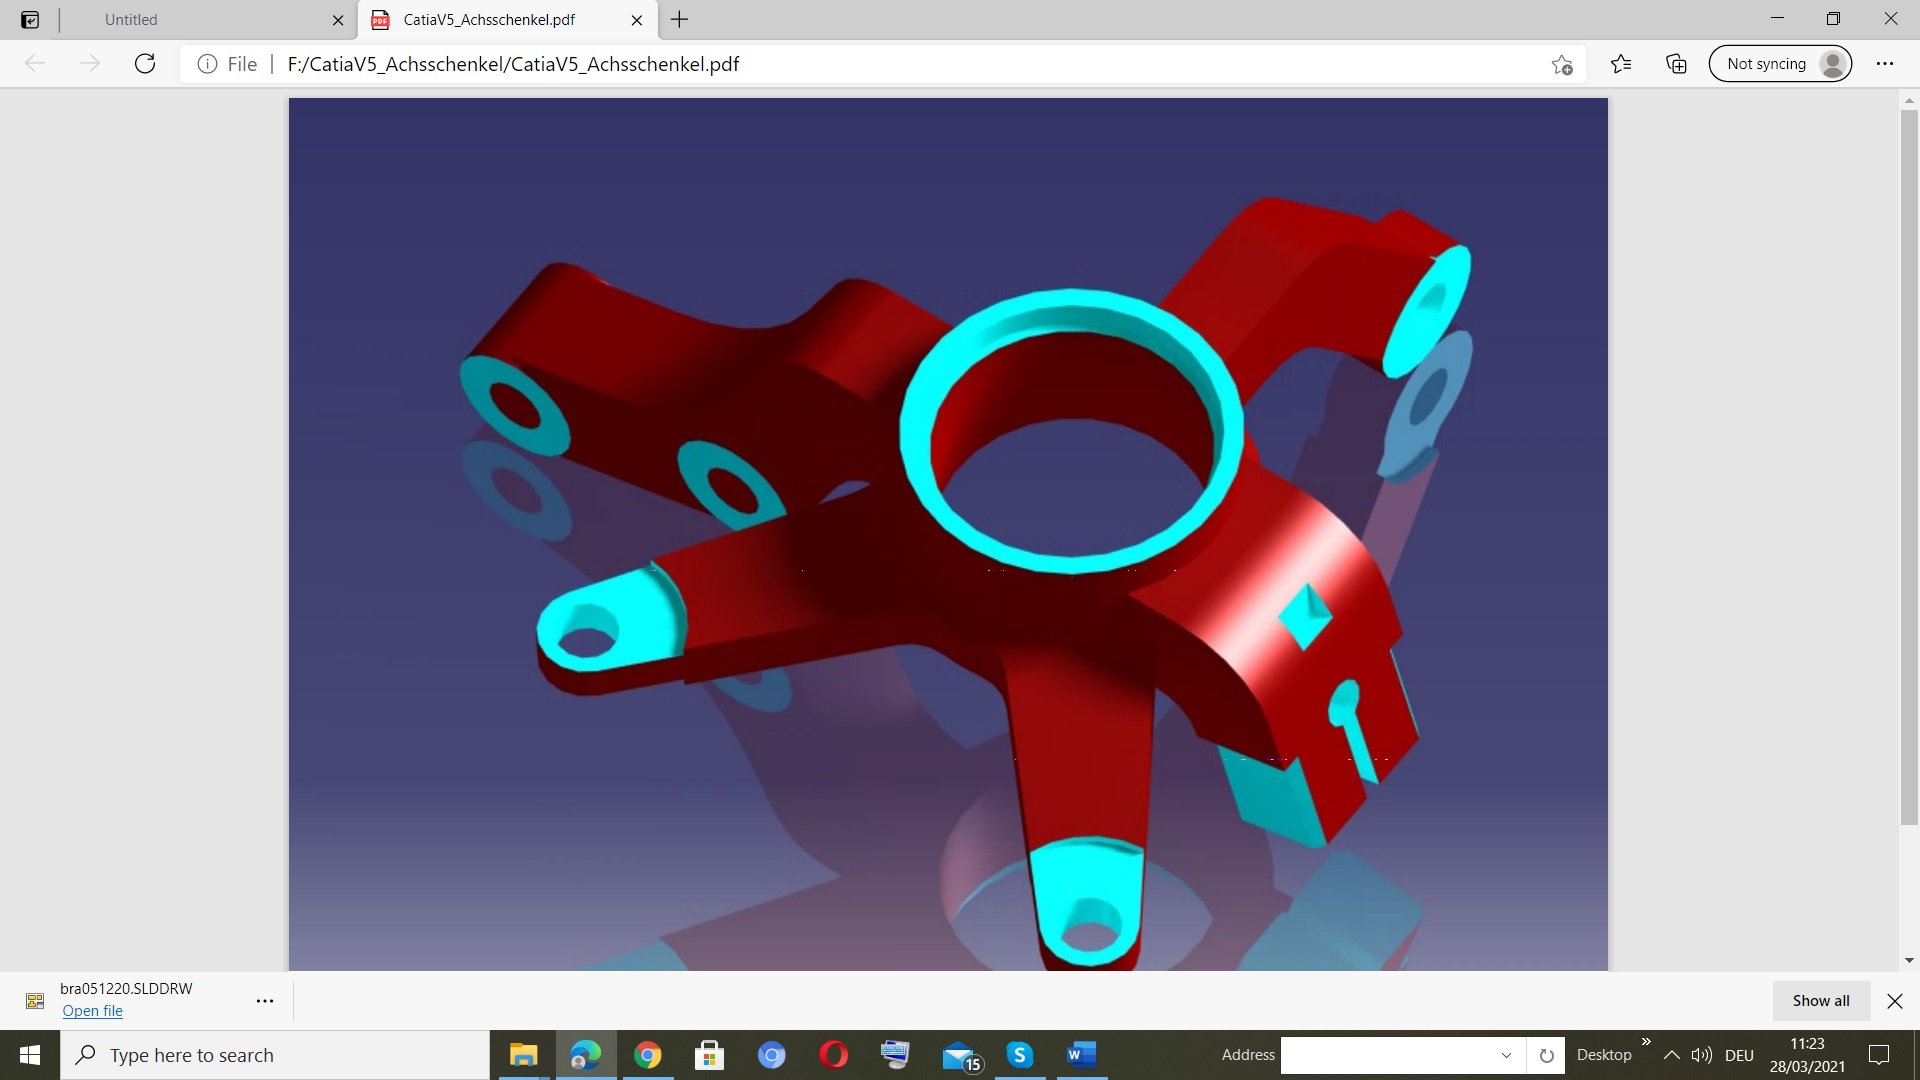 Untitled
CatiaV5_Achsschenkel.pdf
File
F:/CatiaV5_Achsschenkel/CatiaV5_Achsschenkel.pdf
Not syncing
bra051220.SLDDRW
Open file
Show all
Type here to search
15
Address
Desktop
DEU
11:23
28/03/2021